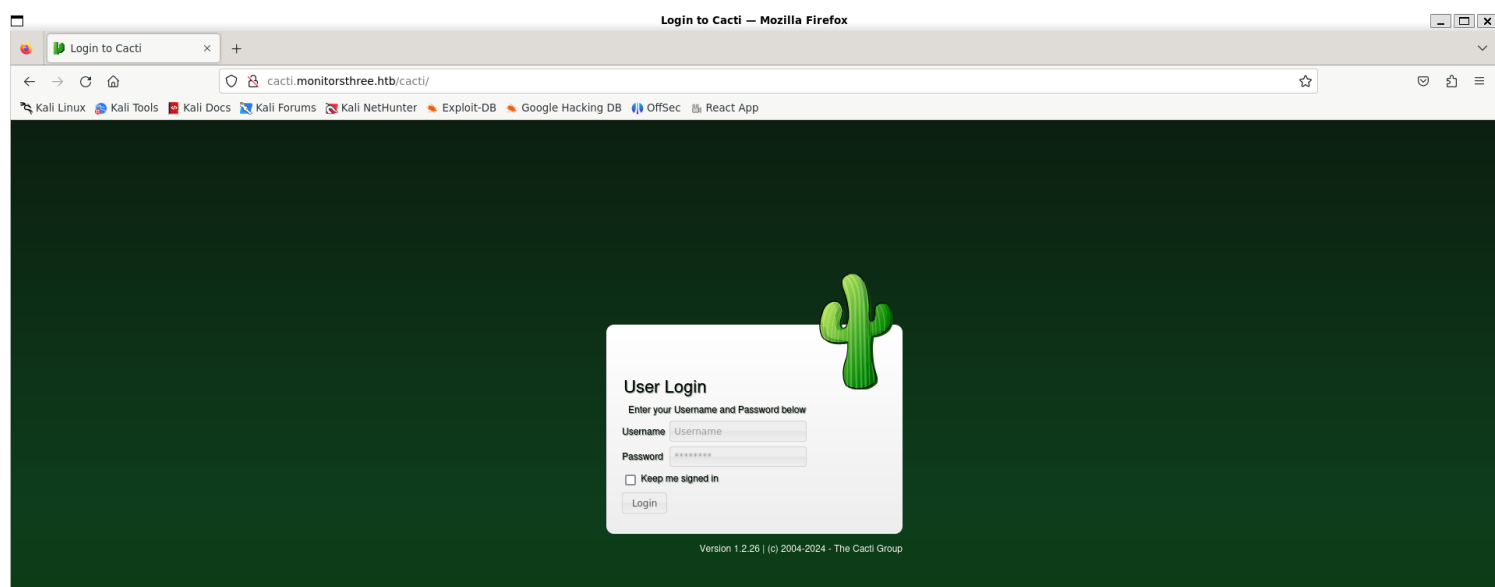 Login to Cacti — Mozilla Firefox
Login to Cacti
cacti.monitorsthree.htb/cacti/
Kali Linux Kali Tools Kali Docs Kali Forums Kali NetHunter Exploit-DB Google Hacking DB OffSec React App
User Login
Enter your Username and Password below
Username Username
Password ********
Keep me signed in
Login
Version 1.2.26 | (c) 2004-2024 - The Cacti Group